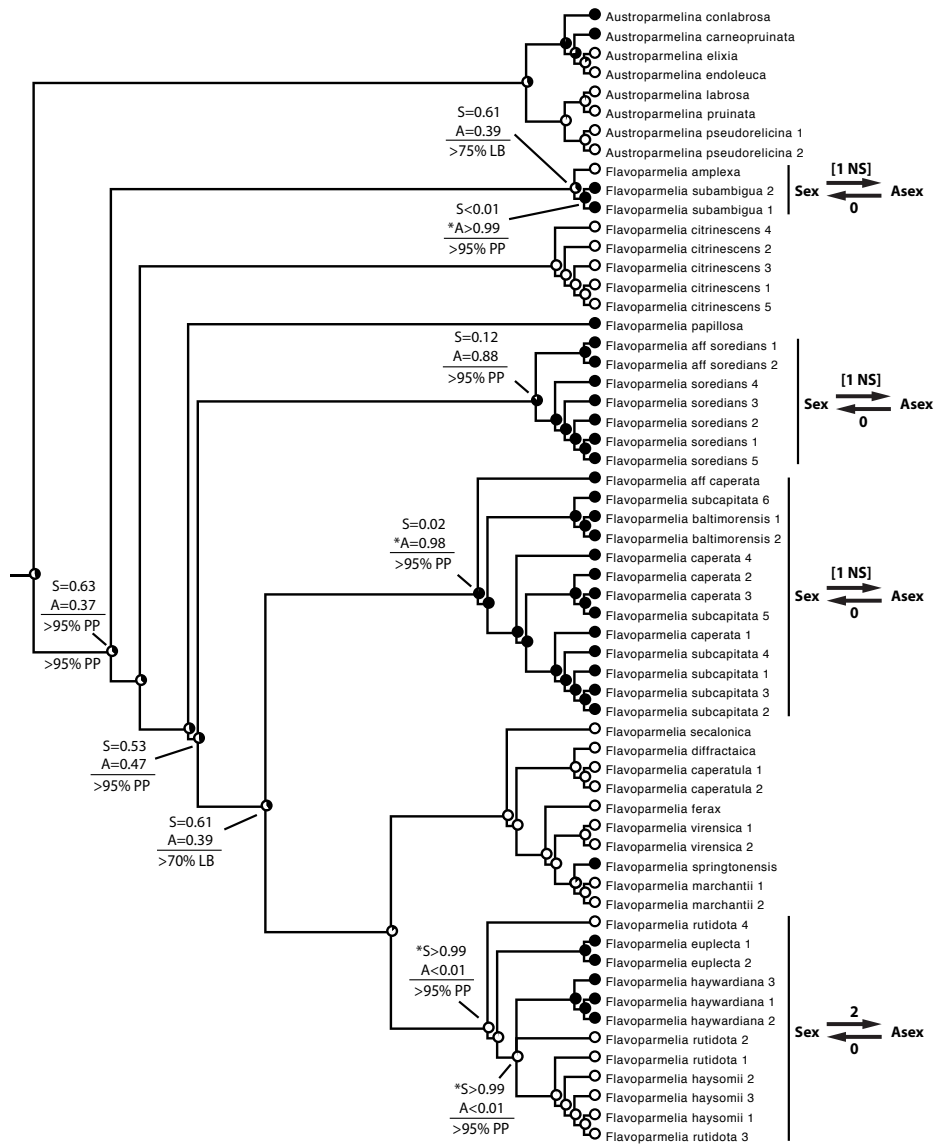 Austroparmelina conlabrosa
Austroparmelina carneopruinata
Austroparmelina elixia
Austroparmelina endoleuca
Austroparmelina labrosa
Austroparmelina pruinata
Austroparmelina pseudorelicina 1
Austroparmelina pseudorelicina 2
S=0.61
A=0.39
>75% LB
Flavoparmelia amplexa
Flavoparmelia subambigua 2
Flavoparmelia subambigua 1
[1 NS]
Sex Asex
0
S<0.01
*A>0.99
>95% PP
Flavoparmelia citrinescens 4
Flavoparmelia citrinescens 2
Flavoparmelia citrinescens 3
Flavoparmelia citrinescens 1
Flavoparmelia citrinescens 5
Flavoparmelia papillosa
S=0.12
A=0.88
>95% PP
Flavoparmelia aff soredians 1
Flavoparmelia aff soredians 2
Flavoparmelia soredians 4
Flavoparmelia soredians 3
Flavoparmelia soredians 2
Flavoparmelia soredians 1
Flavoparmelia soredians 5
[1 NS]
Sex Asex
0
Flavoparmelia aff caperata
Flavoparmelia subcapitata 6
Flavoparmelia baltimorensis 1
Flavoparmelia baltimorensis 2
Flavoparmelia caperata 4
Flavoparmelia caperata 2
Flavoparmelia caperata 3
Flavoparmelia subcapitata 5
Flavoparmelia caperata 1
Flavoparmelia subcapitata 4
Flavoparmelia subcapitata 1
Flavoparmelia subcapitata 3
Flavoparmelia subcapitata 2
S=0.02
*A=0.98
>95% PP
[1 NS]
Sex Asex
0
S=0.63
A=0.37
>95% PP
>95% PP
S=0.53
A=0.47
>95% PP
S=0.61
A=0.39
>70% LB
Flavoparmelia secalonica
Flavoparmelia diffractaica
Flavoparmelia caperatula 1
Flavoparmelia caperatula 2
Flavoparmelia ferax
Flavoparmelia virensica 1
Flavoparmelia virensica 2
Flavoparmelia springtonensis
Flavoparmelia marchantii 1
Flavoparmelia marchantii 2
*S>0.99
A<0.01
>95% PP
Flavoparmelia rutidota 4
Flavoparmelia euplecta 1
Flavoparmelia euplecta 2
Flavoparmelia haywardiana 3
Flavoparmelia haywardiana 1
Flavoparmelia haywardiana 2
Flavoparmelia rutidota 2
Flavoparmelia rutidota 1
Flavoparmelia haysomii 2
Flavoparmelia haysomii 3
Flavoparmelia haysomii 1
Flavoparmelia rutidota 3
2
Sex Asex
0
*S>0.99
A<0.01
>95% PP